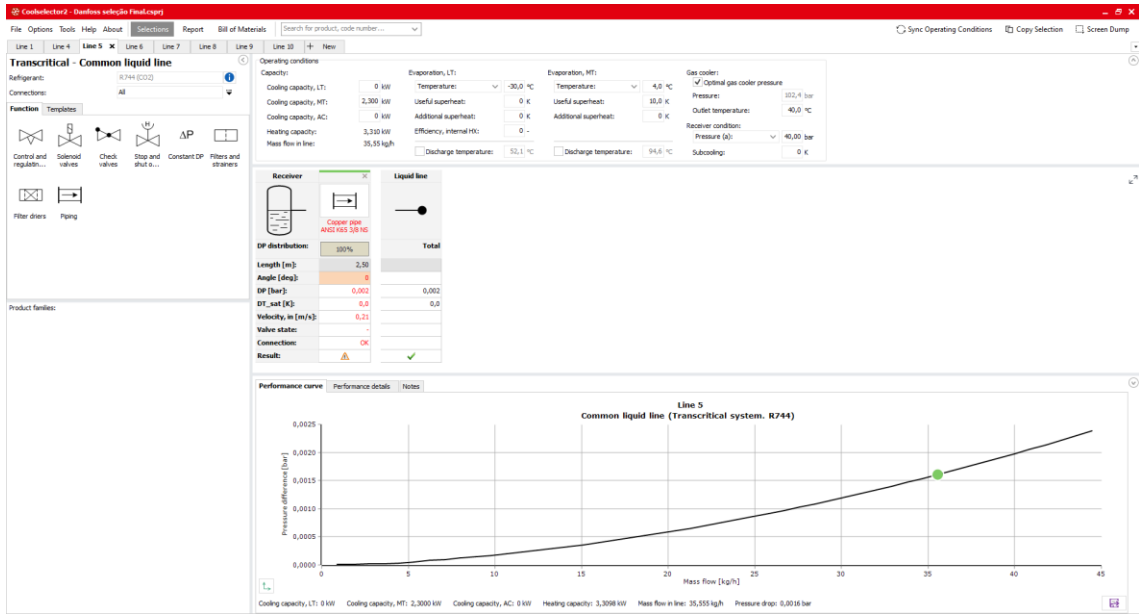 Coolselector2 - Danfoss seleção Final.csprj
File Options Tools Help About Selections Report Bill of Materials Search for product, code number... Sync Operating Conditions Copy Selection Screen Dump
Line 1 Line 4 Line 5 Line 6 Line 7 Line 8 Line 9 Line 10 + New
Transcritical - Common liquid line
Refrigerant: R744 (CO2)
Connections: All
Function Templates
H
ΔP
Control and regulatin... Solenoid valves Check valves Stop and shut o... Constant DP Filters and strainers
Filter driers Piping
Product families:
Operating conditions
Capacity: Evaporation, LT: Evaporation, MT: Gas cooler:
Cooling capacity, LT: 0 kW Temperature: -30,0 °C Temperature: 4,0 °C Optimal gas cooler pressure
Cooling capacity, MT: 2,300 kW Useful superheat: 0 K Useful superheat: 10,0 K Pressure: 102,4 bar
Cooling capacity, AC: 0 kW Additional superheat: 0 K Additional superheat: 0 K Outlet temperature: 40,0 °C
Heating capacity: 3,310 kW Efficiency, internal HX: 0 - Receiver condition:
Mass flow in line: 35,55 kg/h Pressure (a): 40,00 bar
Discharge temperature: 52,1 °C Discharge temperature: 94,6 °C Subcooling: 0 K
Receiver Liquid line
Copper pipe
ANSI K65 3/8 NS
DP distribution: 100% Total
Length [m]: 2,50
Angle [deg]: 0
DP [bar]: 0,002 0,002
DT_sat [K]: 0,0 0,0
Velocity, in [m/s]: 0,21
Valve state: -
Connection: OK
Result:
Performance curve Performance details Notes
Line 5
Common liquid line (Transcritical system. R744)
Pressure difference [bar]
0,0025
0,0020
0,0015
0,0010
0,0005
0,0000
0 5 10 15 20 25 30 35 40 45
Mass flow [kg/h]
Cooling capacity, LT: 0 kW Cooling capacity, MT: 2,3000 kW Cooling capacity, AC: 0 kW Heating capacity: 3,3098 kW Mass flow in line: 35,555 kg/h Pressure drop: 0,0016 bar